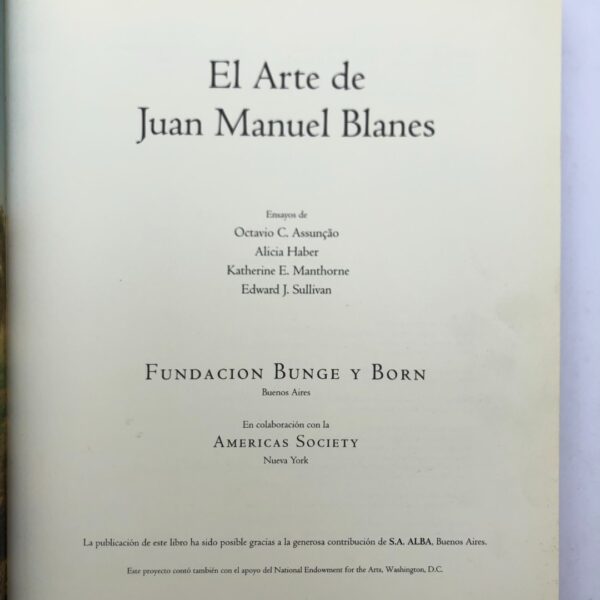 El Arte de
Juan Manuel Blanes
Ensayos de
Octavio C. Assunção
Alicia Haber
Katherine E. Manthorne
Edward J. Sullivan
FUNDACION BUNGE Y BORN
Buenos Aires
En colaboración con la
AMERICAS SOCIETY
Nueva York
La publicación de este libro ha sido posible gracias a la generosa contribución de S.A. ALBA, Buenos Aires.
Este proyecto contó también con el apoyo del National Endowment for the Arts, Washington, D.C.